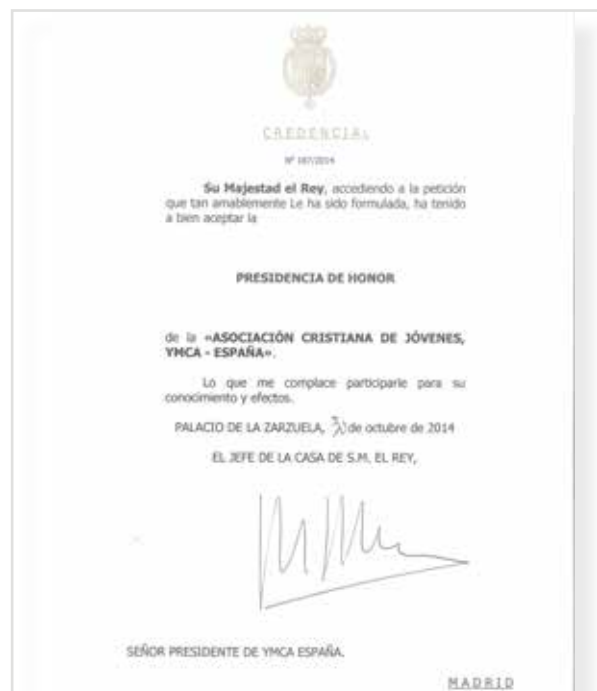 CREDENCIAL
Nº 187/2014
Su Majestad el Rey, accediendo a la petición
que tan amablemente Le ha sido formulada, ha tenido
a bien aceptar la
PRESIDENCIA DE HONOR
de la «ASOCIACIÓN CRISTIANA DE JÓVENES,
YMCA - ESPAÑA».
Lo que me complace participarle para su
conocimiento y efectos.
PALACIO DE LA ZARZUELA, de octubre de 2014
EL JEFE DE LA CASA DE S.M. EL REY,
SEÑOR PRESIDENTE DE YMCA ESPAÑA.
MADRID